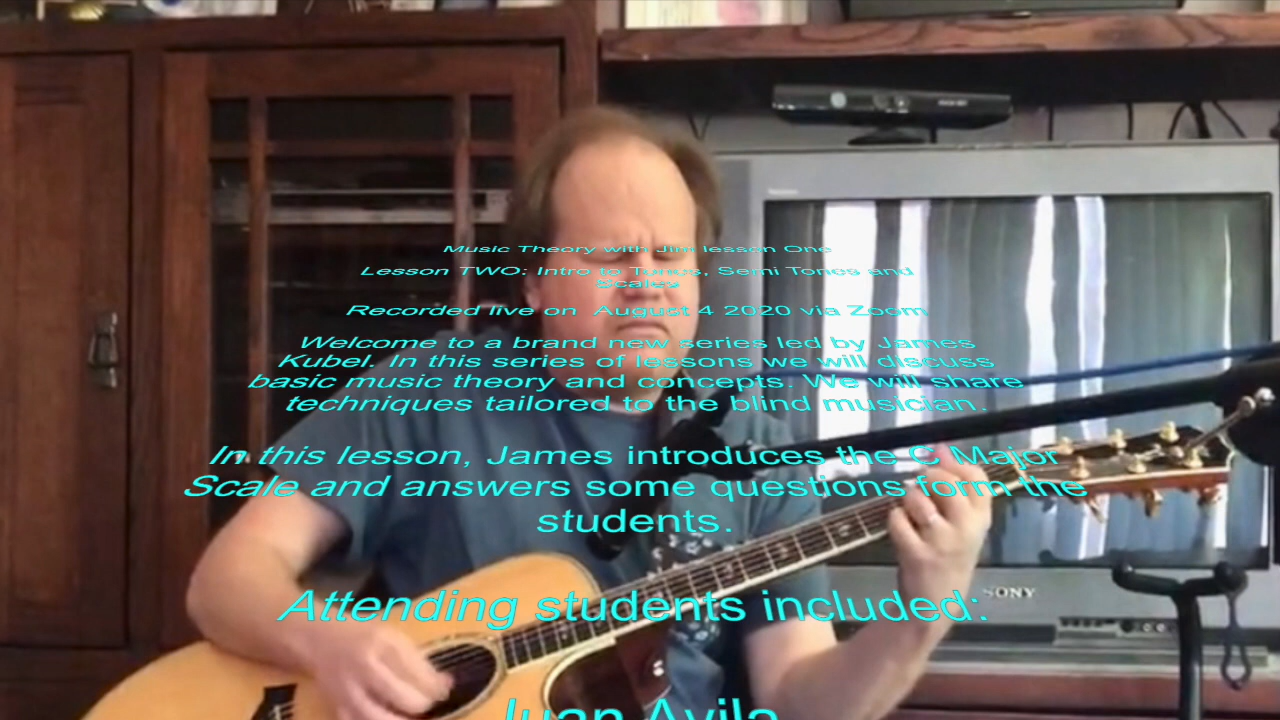 Music Theory with Jim lesson One
Lesson TWO: Intro to Tones, Semi Tones and
Scales
Recorded live on August 4 2020 via Zoom
Welcome to a brand new series led by James
Kubel. In this series of lessons we will discuss
basic music theory and concepts. We will share
techniques tailored to the blind musician.
In this lesson, James introduces the C Major
Scale and answers some questions form the
students.
Attending students included:
Juan Avila
SONY